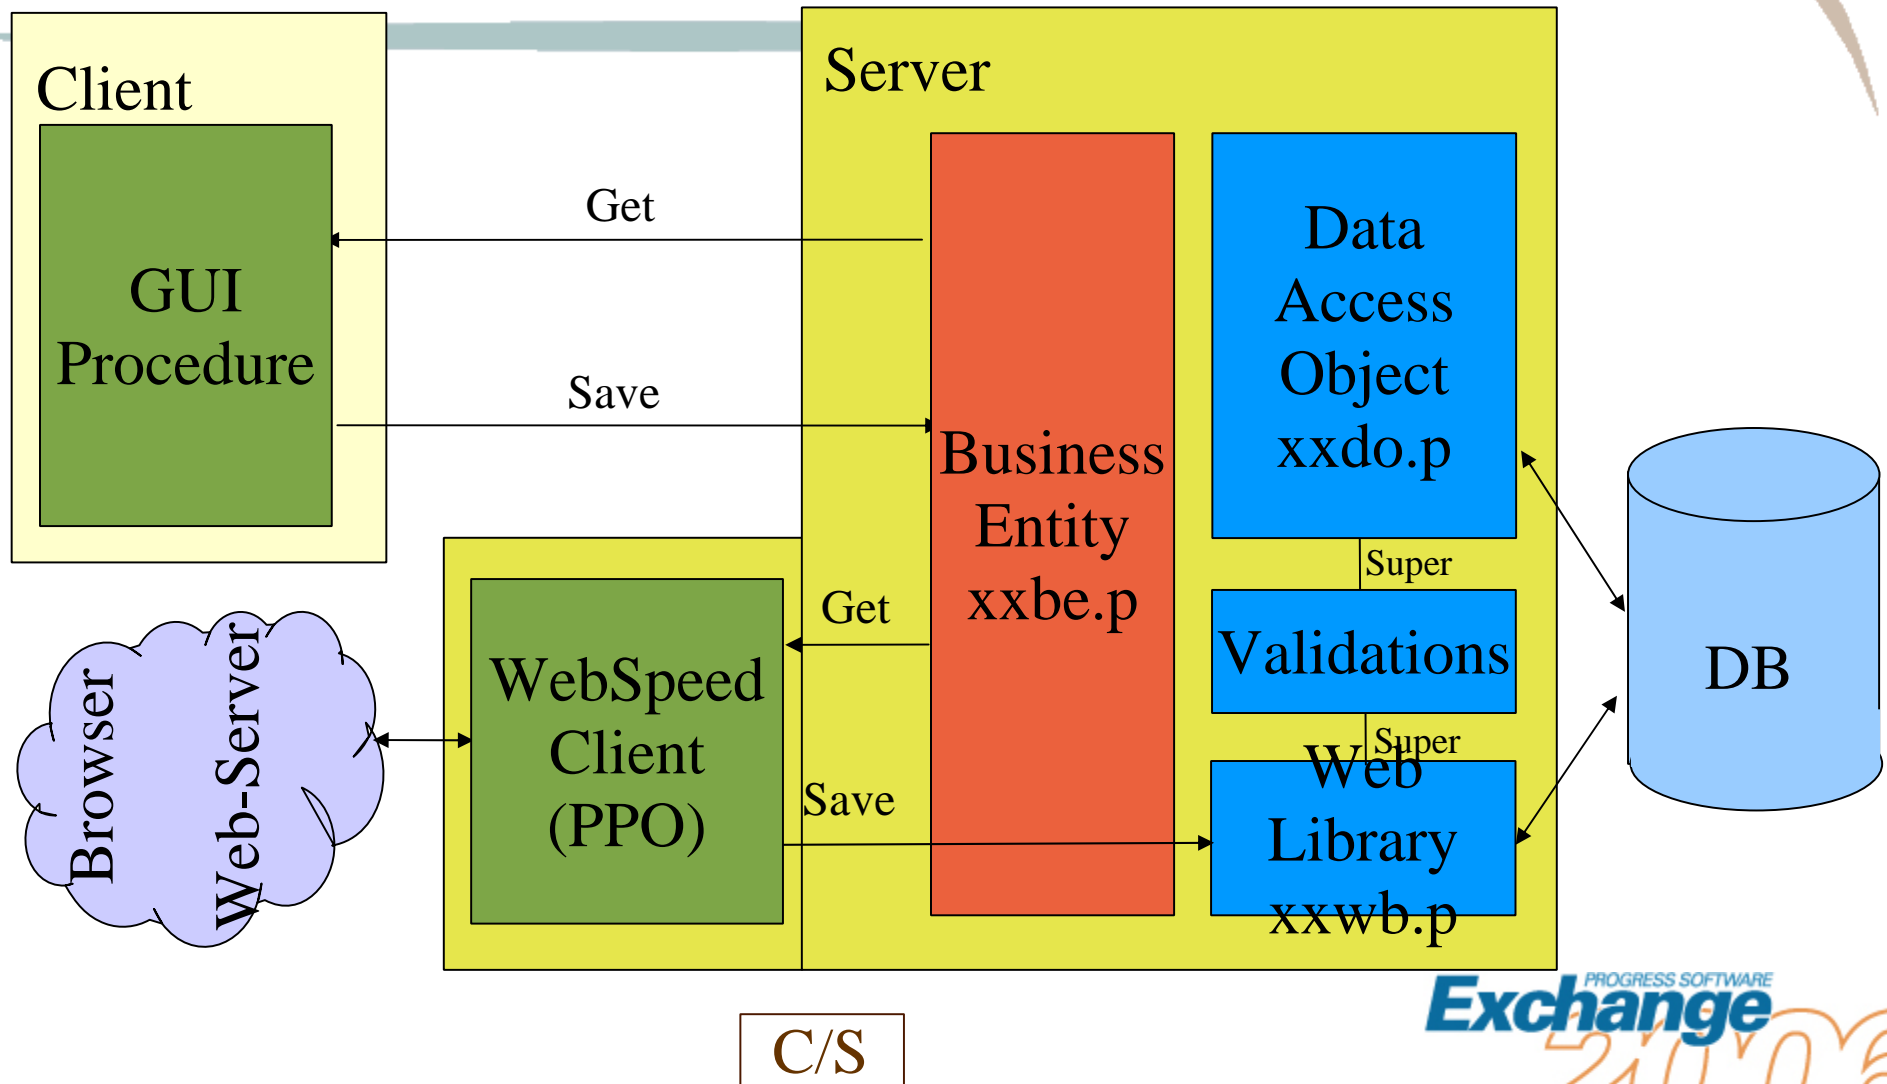 Client
Server
GUI
Procedure
Get
Save
Business
Entity
xxbe.p
Data
Access
Object
xxdo.p
Super
Validations
Super
Web
Library
xxwb.p
DB
Get
Save
WebSpeed
Client
(PPO)
Browser
Web-Server
C/S
PROGRESS SOFTWARE
Exchange
2006